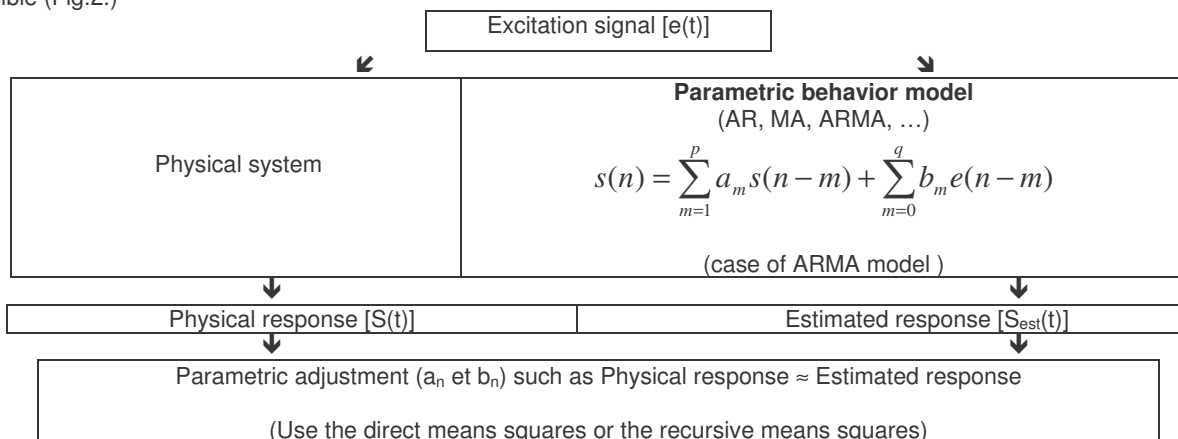 ible (Fig.2.)
Excitation signal [e(t)]
Physical system
Parametric behavior model
(AR, MA, ARMA, …)
s(n) = \sum_{m=1}^{p} a_m s(n-m) + \sum_{m=0}^{q} b_m e(n-m)
(case of ARMA model )
Physical response [S(t)]
Estimated response [S_est(t)]
Parametric adjustment (a_n et b_n) such as Physical response ≈ Estimated response
(Use the direct means squares or the recursive means squares)